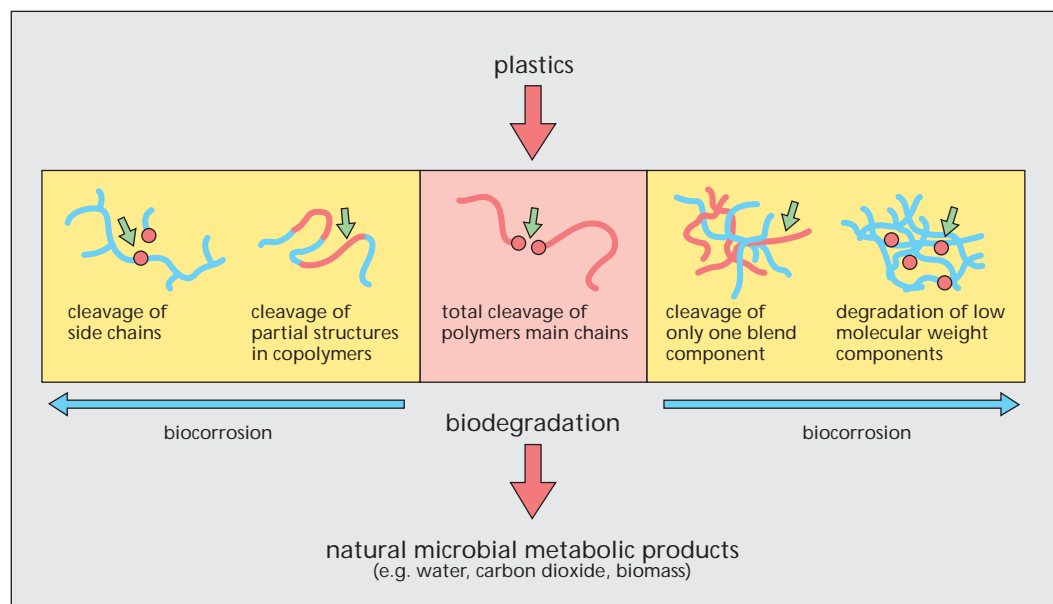 plastics
cleavage of
side chains
cleavage of
partial structures
in copolymers
total cleavage of
polymers main chains
cleavage of
only one blend
component
degradation of low
molecular weight
components
biocorrosion
biodegradation
biocorrosion
natural microbial metabolic products
(e.g. water, carbon dioxide, biomass)